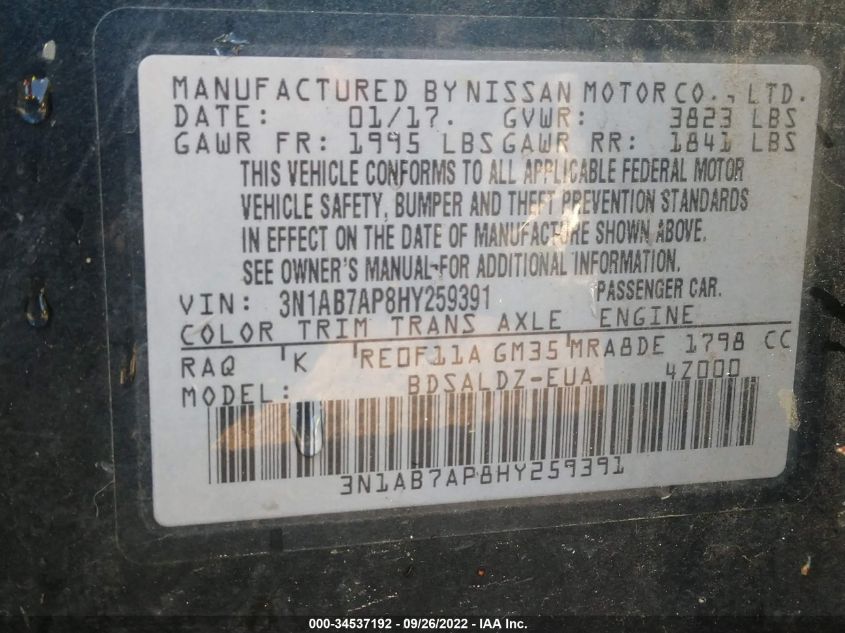 MANUFACTURED BY NISSAN MOTOR CO., LTD.
DATE: 01/17. GVWR: 3823 LBS
GAWR FR: 1995 LBS GAWR RR: 1841 LBS
THIS VEHICLE CONFORMS TO ALL APPLICABLE FEDERAL MOTOR
VEHICLE SAFETY, BUMPER AND THEFT PREVENTION STANDARDS
IN EFFECT ON THE DATE OF MANUFACTURE SHOWN ABOVE.
SEE OWNER'S MANUAL FOR ADDITIONAL INFORMATION.
VIN: 3N1AB7AP8HY259391 PASSENGER CAR.
COLOR TRIM TRANS AXLE ENGINE
RAQ K RE0F11A GM35 MRA8DE 1798 CC
MODEL: BDSALDZ-EUA 4Z000
3N1AB7AP8HY259391
000-34537192 - 09/26/2022 - IAA Inc.